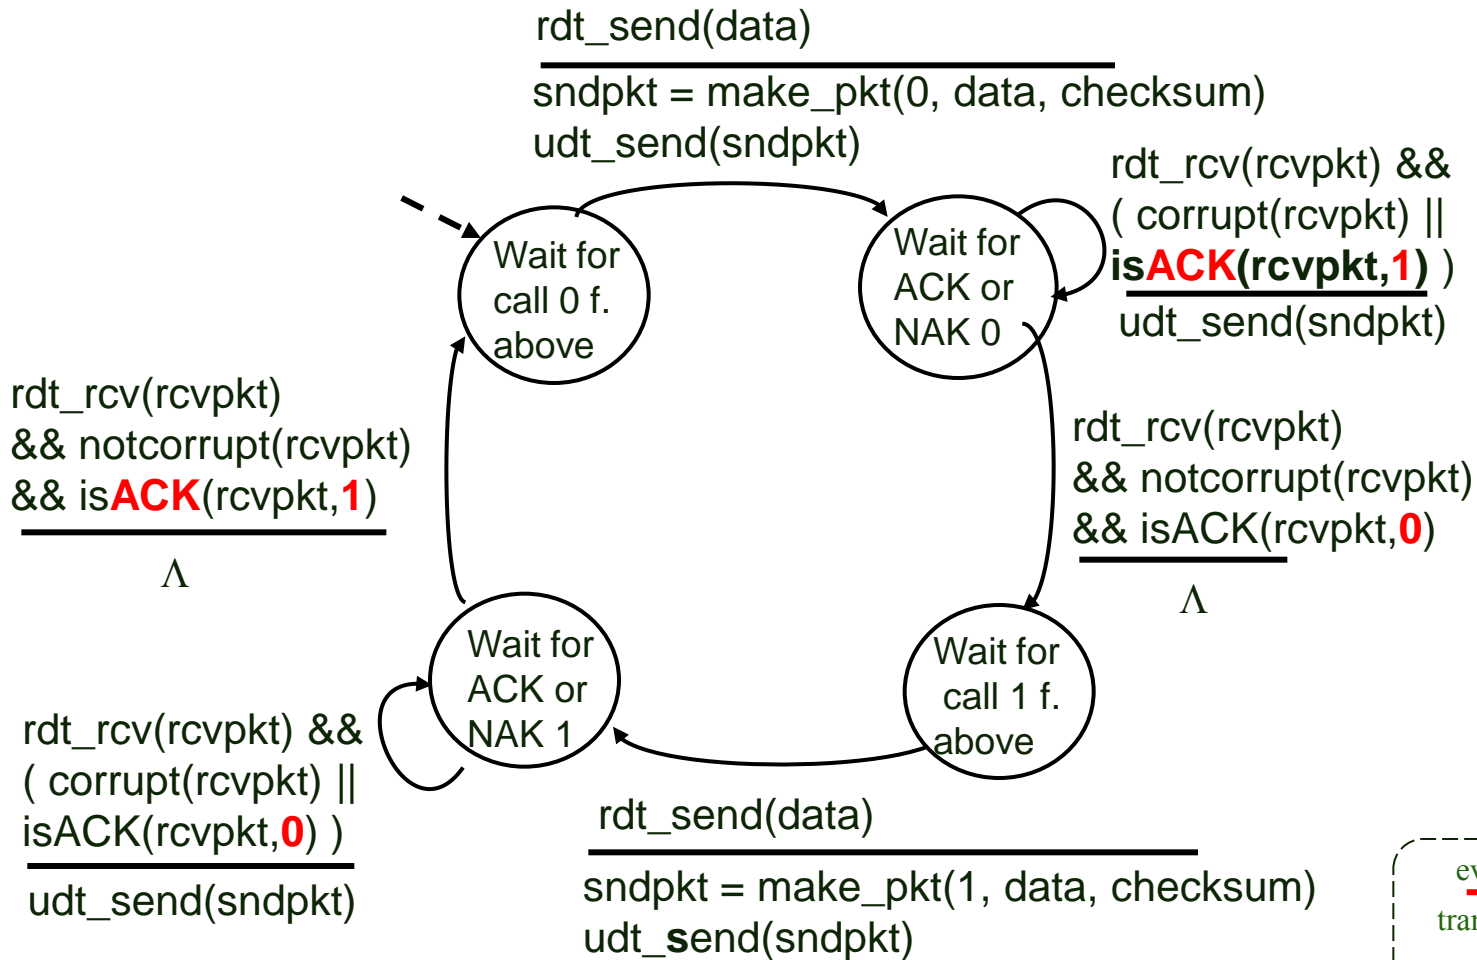 rdt_send(data)
sndpkt = make_pkt(0, data, checksum)
udt_send(sndpkt)
rdt_rcv(rcvpkt) &&
( corrupt(rcvpkt) ||
isACK(rcvpkt,1) )
udt_send(sndpkt)
Wait for
call 0 f.
above
Wait for
ACK or
NAK 0
rdt_rcv(rcvpkt)
&& notcorrupt(rcvpkt)
&& isACK(rcvpkt,1)
Λ
rdt_rcv(rcvpkt)
&& notcorrupt(rcvpkt)
&& isACK(rcvpkt,0)
Λ
Wait for
ACK or
NAK 1
Wait for
call 1 f.
above
rdt_rcv(rcvpkt) &&
( corrupt(rcvpkt) ||
isACK(rcvpkt,0) )
udt_send(sndpkt)
rdt_send(data)
sndpkt = make_pkt(1, data, checksum)
udt_send(sndpkt)